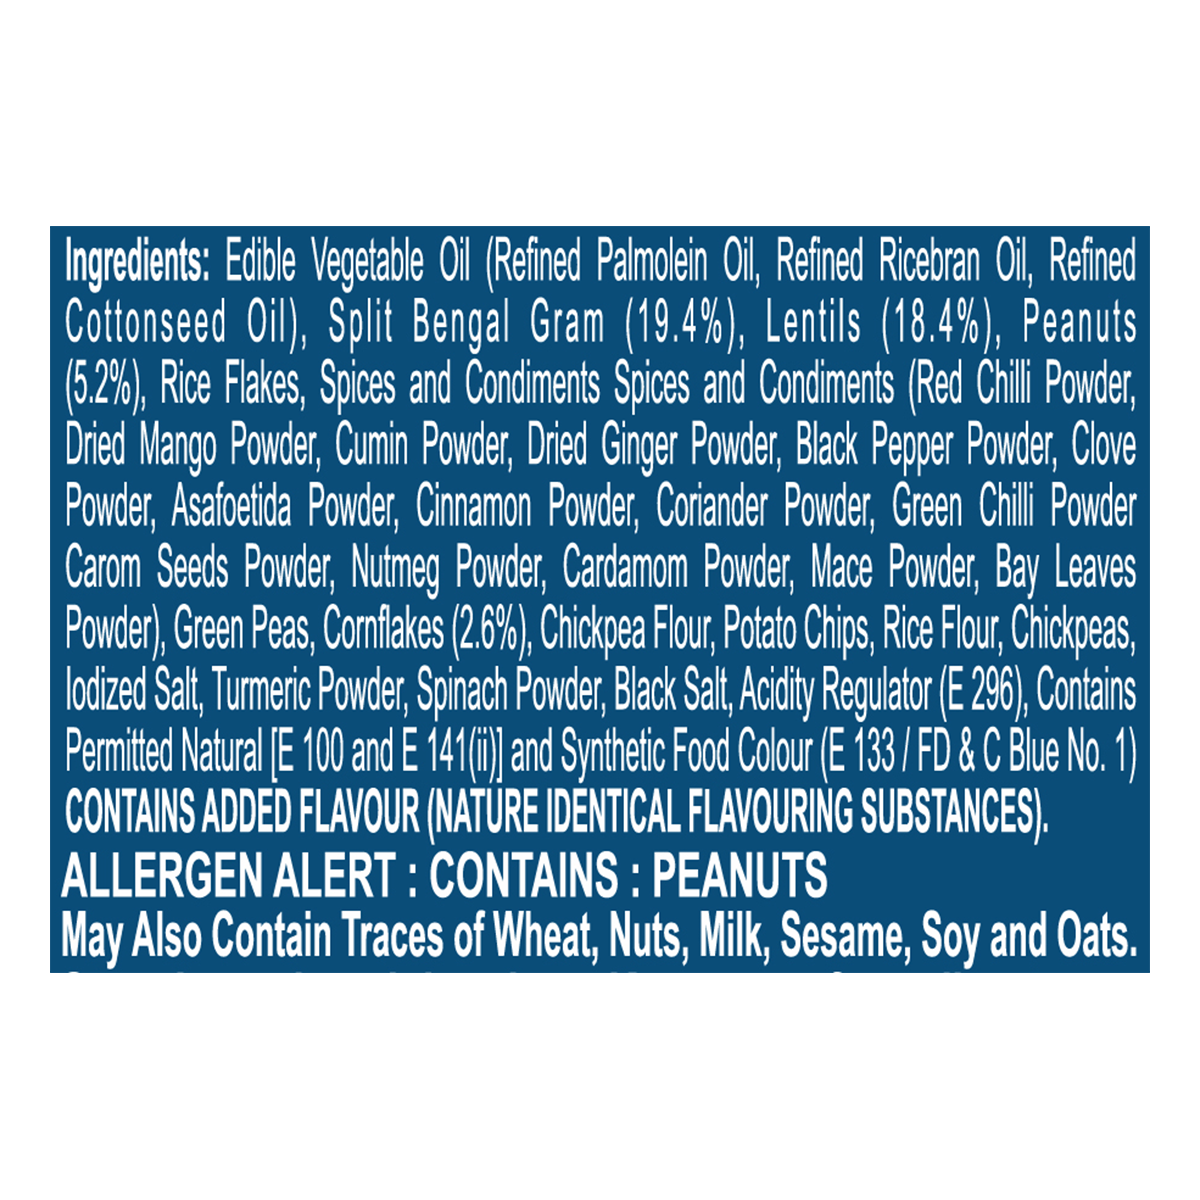 Ingredients: Edible Vegetable Oil (Refined Palmolein Oil, Refined Ricebran Oil, Refined
Cottonseed Oil), Split Bengal Gram (19.4%), Lentils (18.4%), Peanuts
(5.2%), Rice Flakes, Spices and Condiments Spices and Condiments (Red Chilli Powder,
Dried Mango Powder, Cumin Powder, Dried Ginger Powder, Black Pepper Powder, Clove
Powder, Asafoetida Powder, Cinnamon Powder, Coriander Powder, Green Chilli Powder
Carom Seeds Powder, Nutmeg Powder, Cardamom Powder, Mace Powder, Bay Leaves
Powder), Green Peas, Cornflakes (2.6%), Chickpea Flour, Potato Chips, Rice Flour, Chickpeas,
Iodized Salt, Turmeric Powder, Spinach Powder, Black Salt, Acidity Regulator (E 296), Contains
Permitted Natural [E 100 and E 141(ii)] and Synthetic Food Colour (E 133 / FD & C Blue No. 1)
CONTAINS ADDED FLAVOUR (NATURE IDENTICAL FLAVOURING SUBSTANCES).
ALLERGEN ALERT : CONTAINS : PEANUTS
May Also Contain Traces of Wheat, Nuts, Milk, Sesame, Soy and Oats.